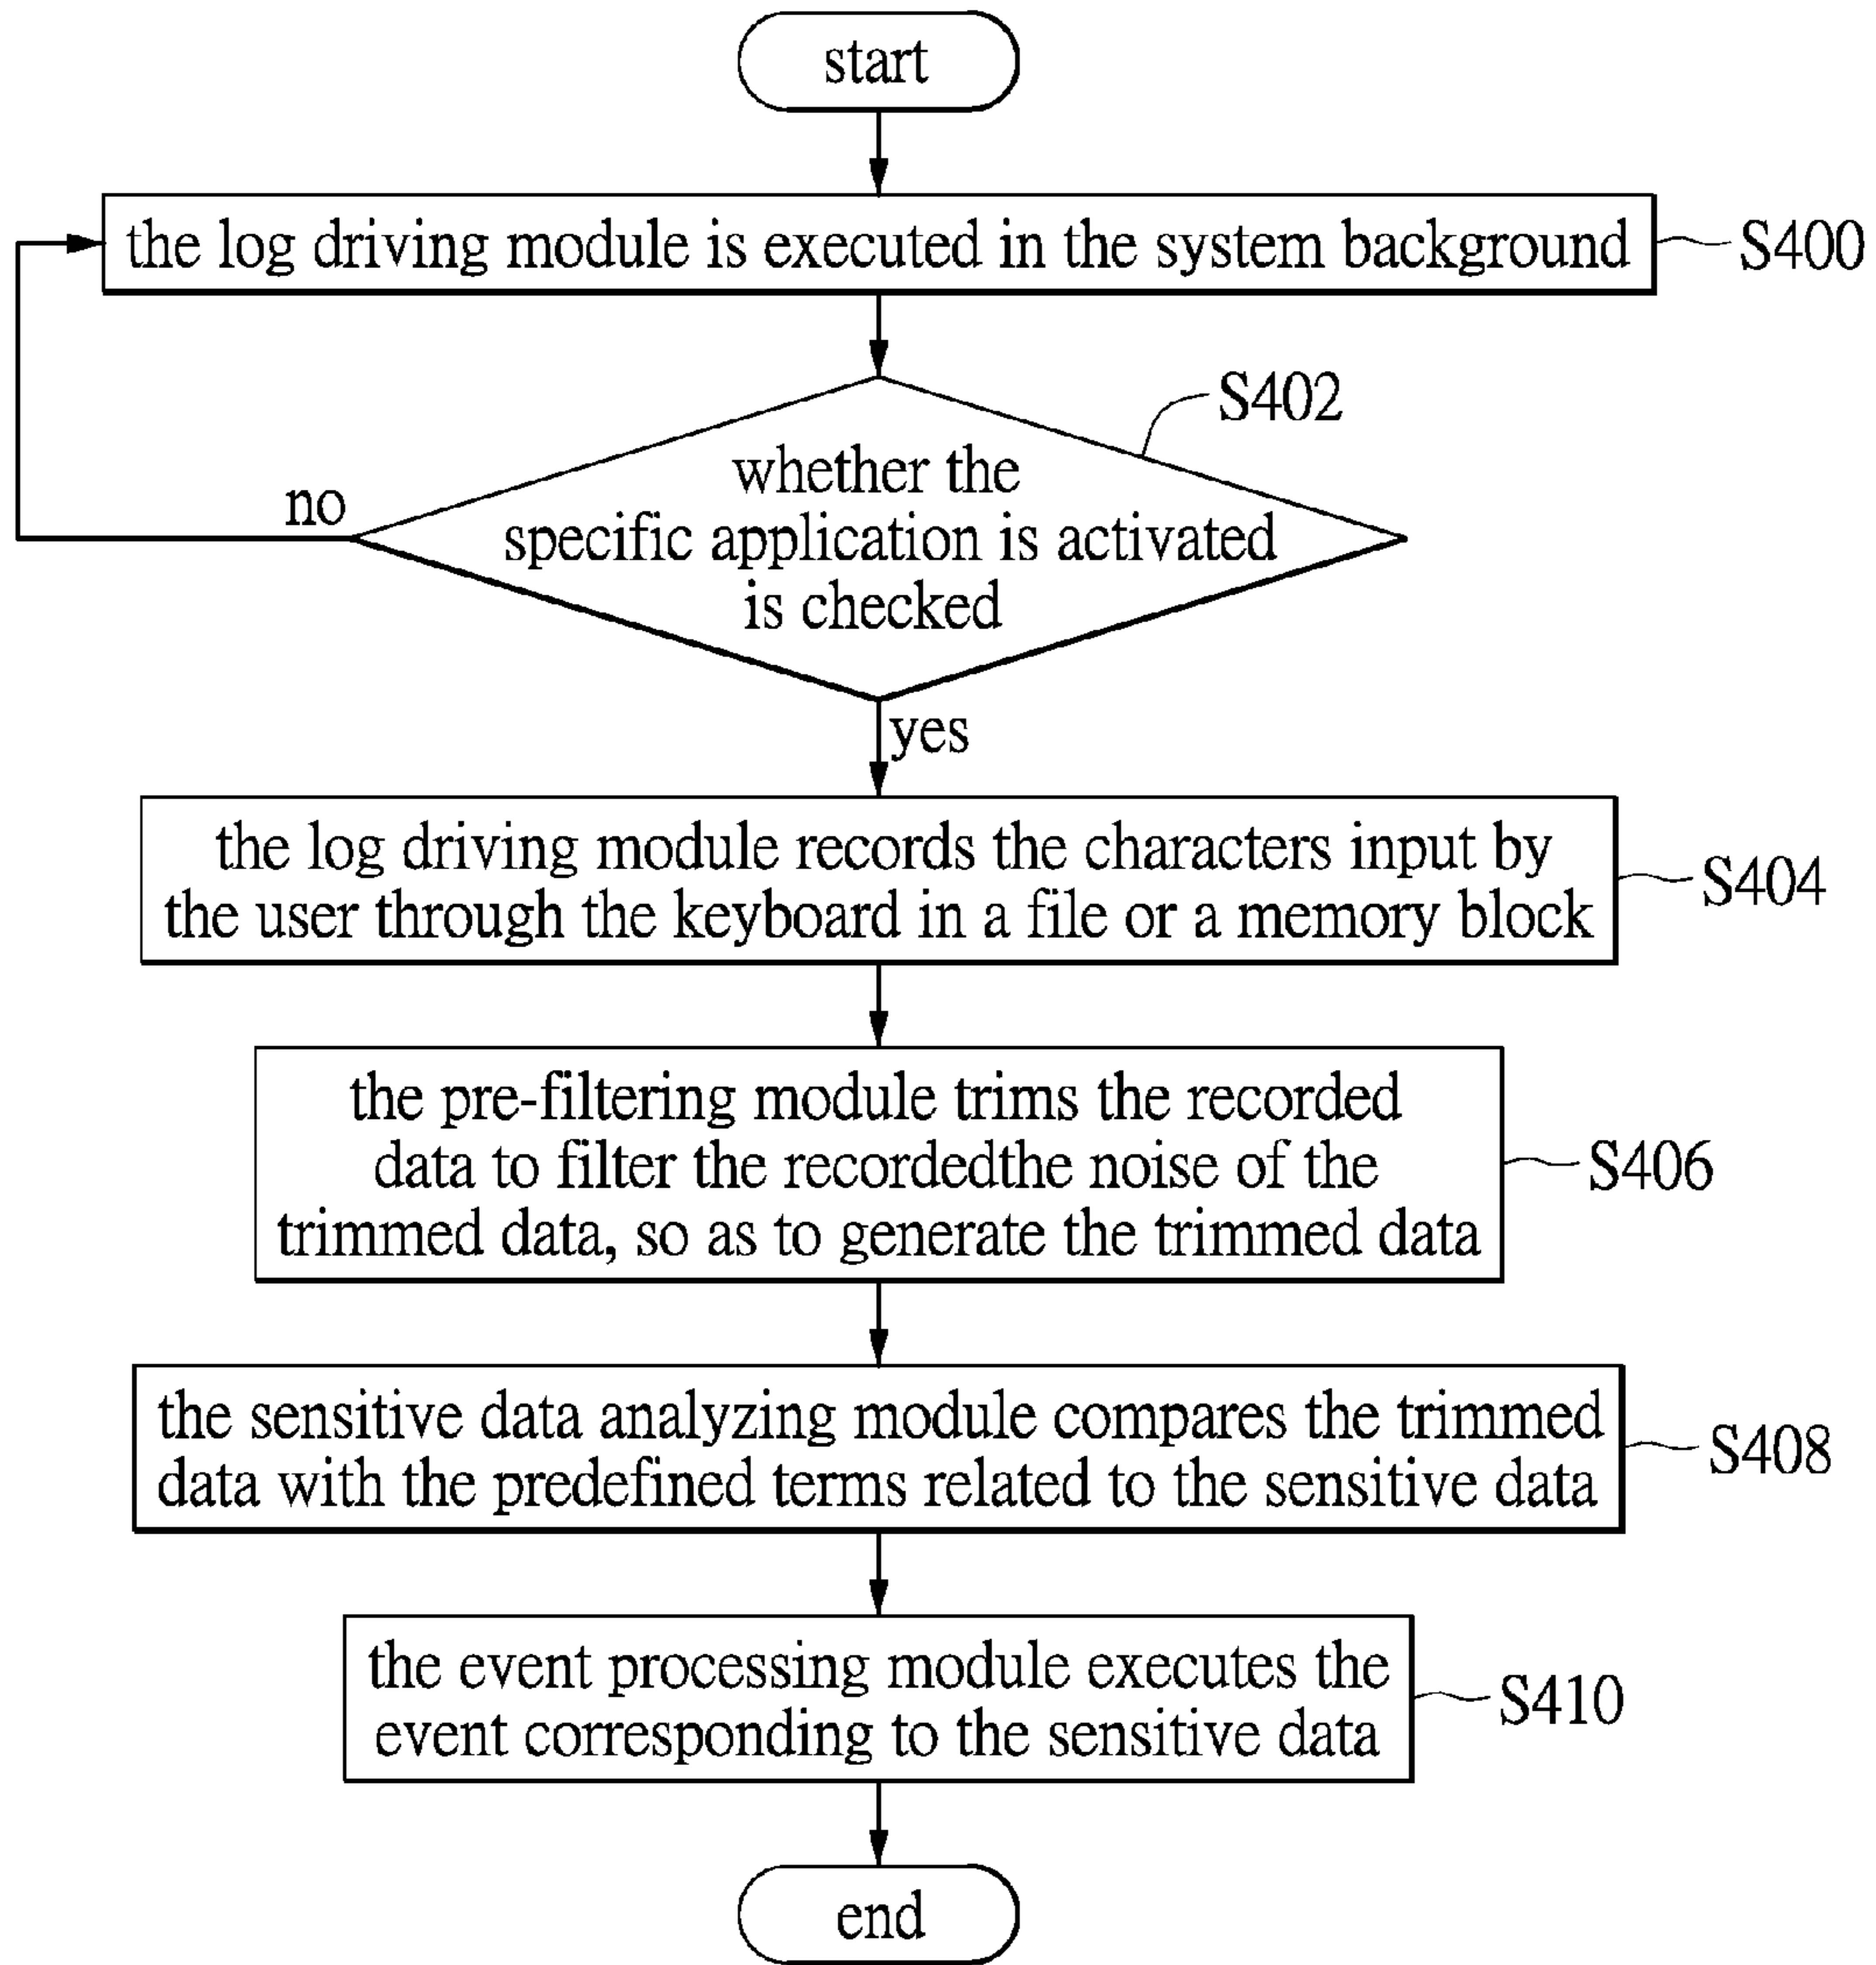 start
the log driving module is executed in the system background
S400
S402
whether the
specific application is activated
is checked
no
yes
the log driving module records the characters input by
the user through the keyboard in a file or a memory block
S404
the pre-filtering module trims the recorded
data to filter the recordedthe noise of the
trimmed data, so as to generate the trimmed data
S406
the sensitive data analyzing module compares the trimmed
data with the predefined terms related to the sensitive data
S408
the event processing module executes the
event corresponding to the sensitive data
S410
end